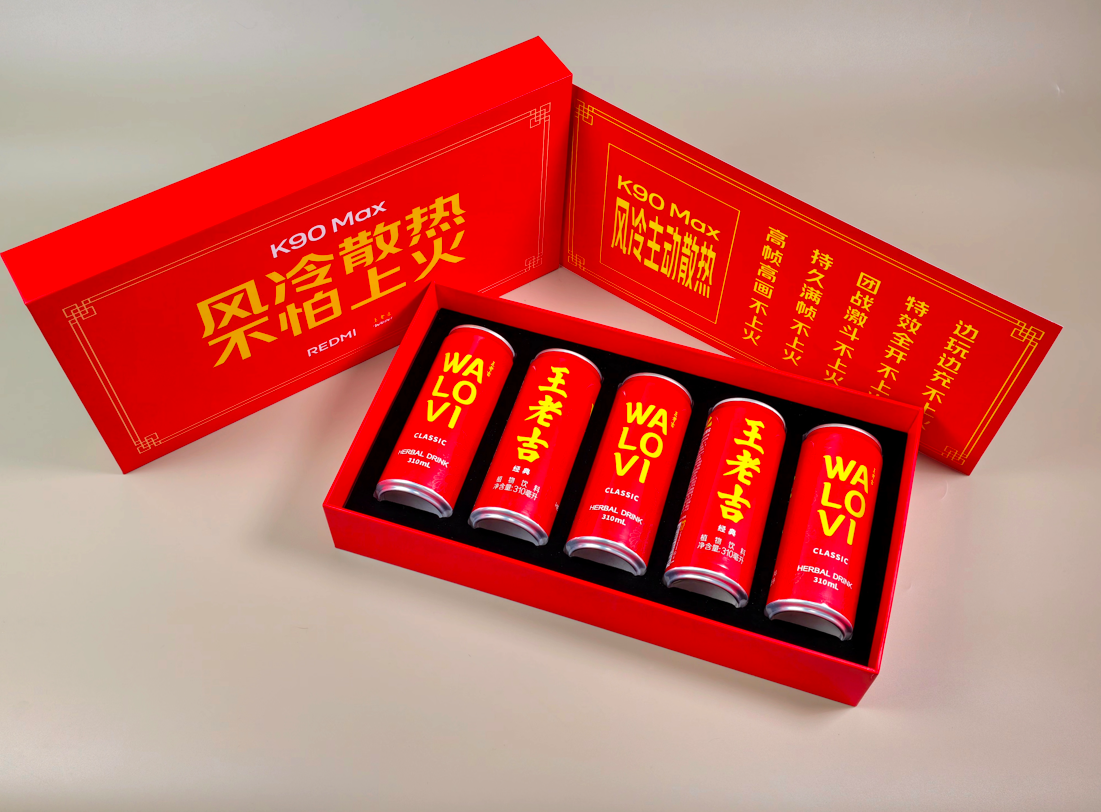 K90 Max
风冷散热
不怕上火
REDMI
K90 Max
风冷主动散热
高帧高画不上火
持久满帧不上火
团战激斗不上火
特效全开不上
边玩边充不上
WA
LO
VI
CLASSIC
HERBAL DRINK
310mL
王老吉
经典
植物饮料
净含量:310毫升
WA
LO
VI
CLASSIC
HERBAL DRINK
310mL
王老吉
经典
植物饮料
净含量:310毫升
WA
LO
VI
CLASSIC
HERBAL DRINK
310mL